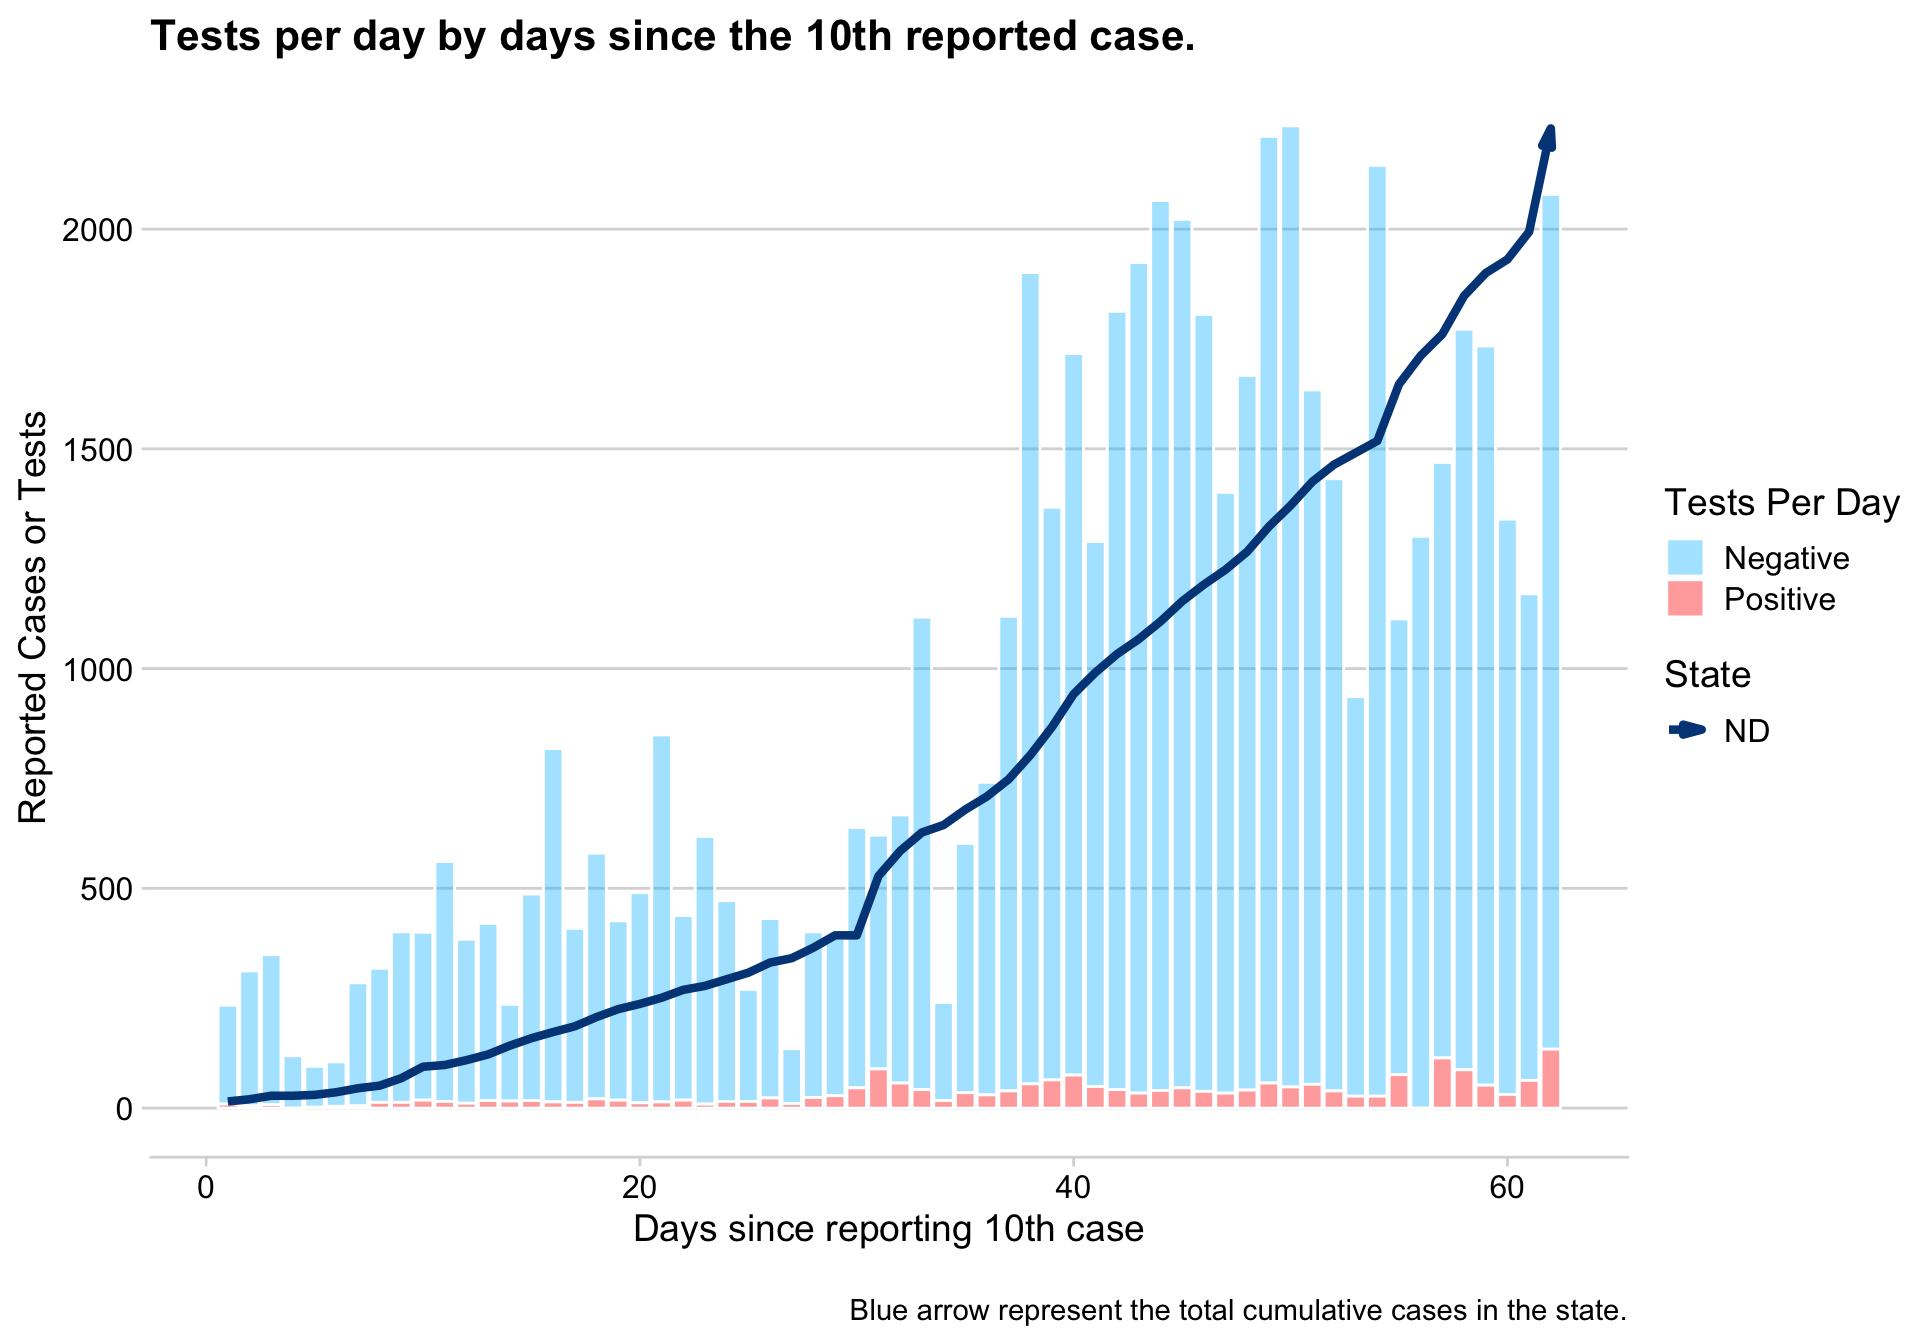 Tests per day by days since the 10th reported case.
Reported Cases or Tests
2000
1500
1000
500
0
0 20 40 60
Days since reporting 10th case
Tests Per Day
Negative
Positive
State
ND
Blue arrow represent the total cumulative cases in the state.